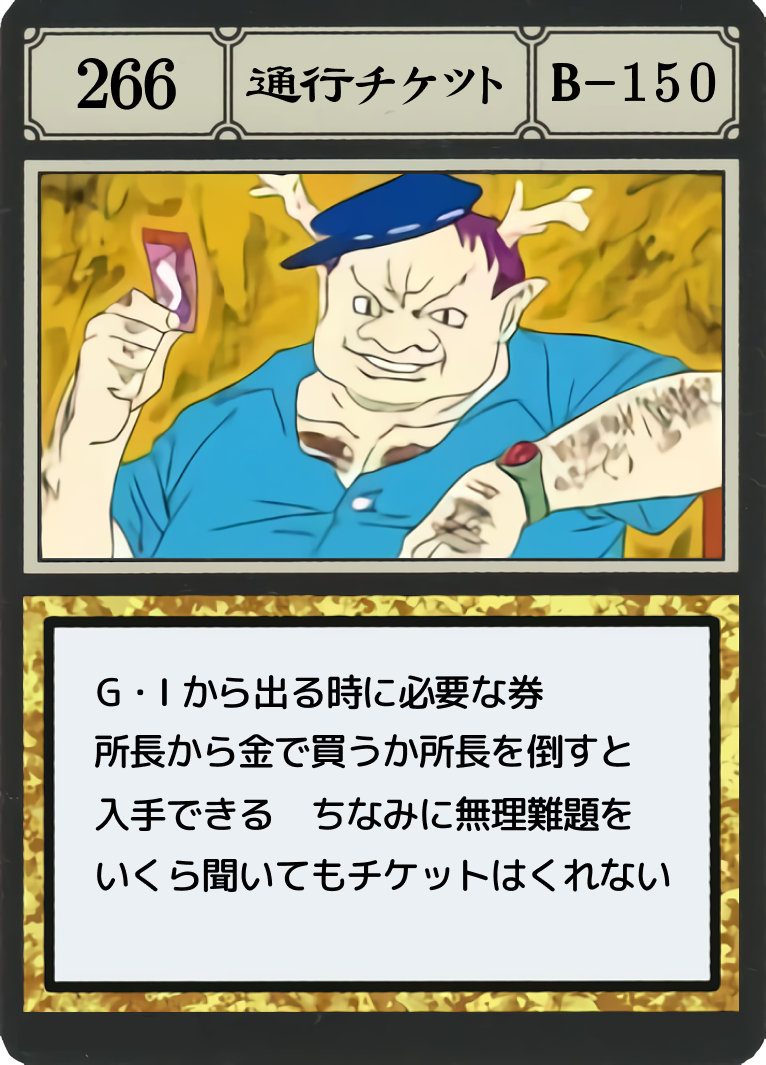 266
通行チケット
B-150
G・Iから出る時に必要な券
所長から金で買うか所長を倒すと
入手できる　ちなみに無理難題を
いくら聞いてもチケットはくれない